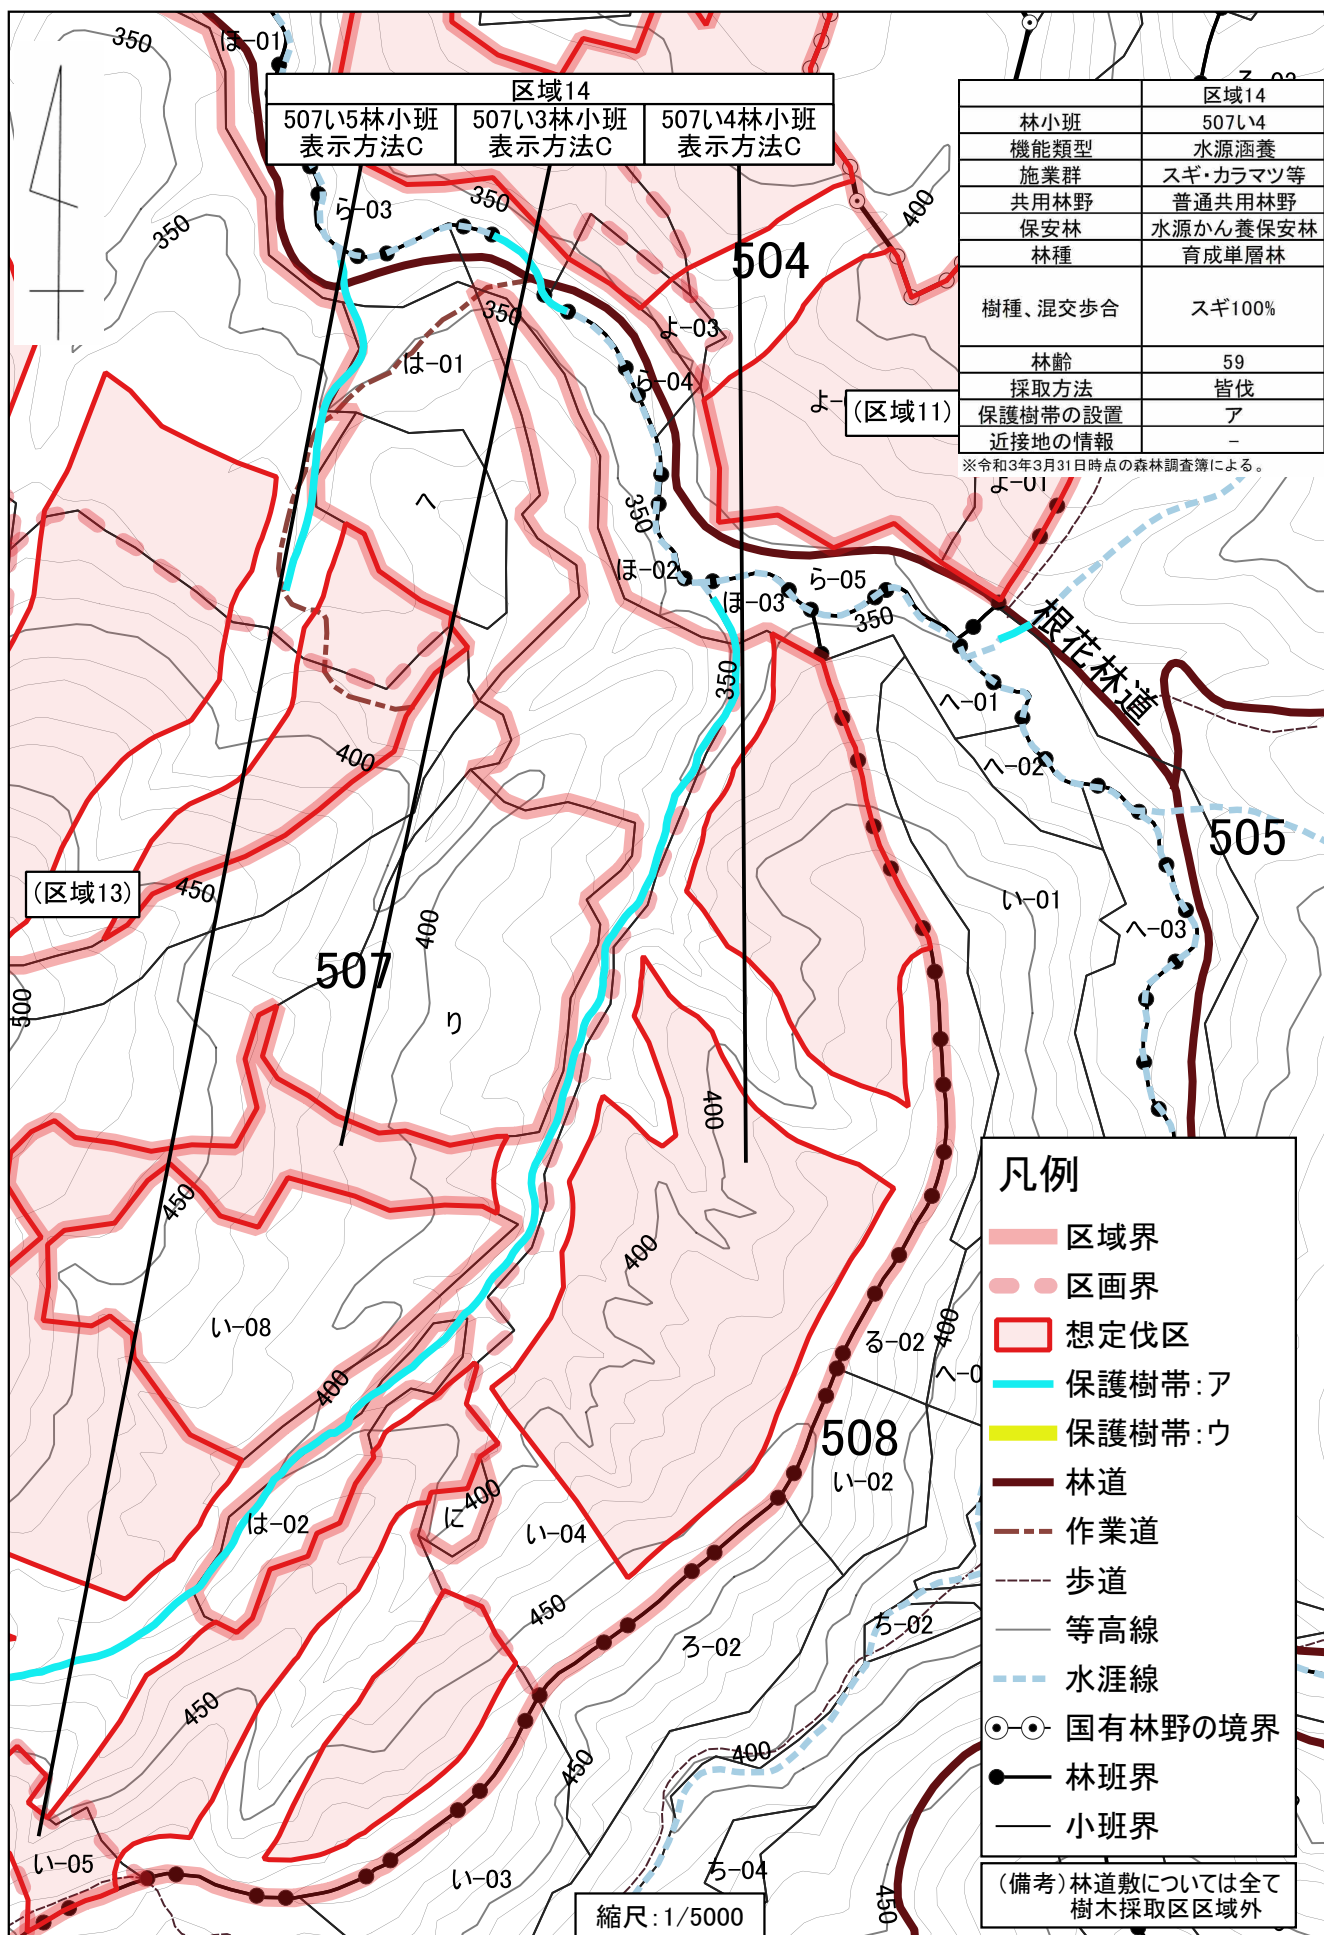 区域14
507い5林小班 表示方法C
507い3林小班 表示方法C
507い4林小班 表示方法C
区域14
林小班 507い4
機能類型 水源涵養
施業群 スギ・カラマツ等
共用林野 普通共用林野
保安林 水源かん養保安林
林種 育成単層林
樹種、混交歩合 スギ100%
林齢 59
採取方法 皆伐
保護樹帯の設置 ア
近接地の情報 -
※令和3年3月31日時点の森林調査簿による。
350
ほ-01
350
ら-03
350
400
504
350
よ-03
は-01
ら-04
(区域11)
よ-01
へ
350
ほ-02
ほ-03
ら-05
350
根花林道
350
へ-01
へ-02
400
505
(区域13)
450
い-01
へ-03
400
507
500
り
400
450
400
い-08
る-02
400
400
508
い-02
は-02
に
400
い-04
450
ろ-02
ち-02
450
450
400
い-05
い-03
ち-04
450
凡例
区域界
区画界
想定伐区
保護樹帯:ア
保護樹帯:ウ
林道
作業道
歩道
等高線
水涯線
国有林野の境界
林班界
小班界
(備考)林道敷については全て
樹木採取区区域外
縮尺:1/5000